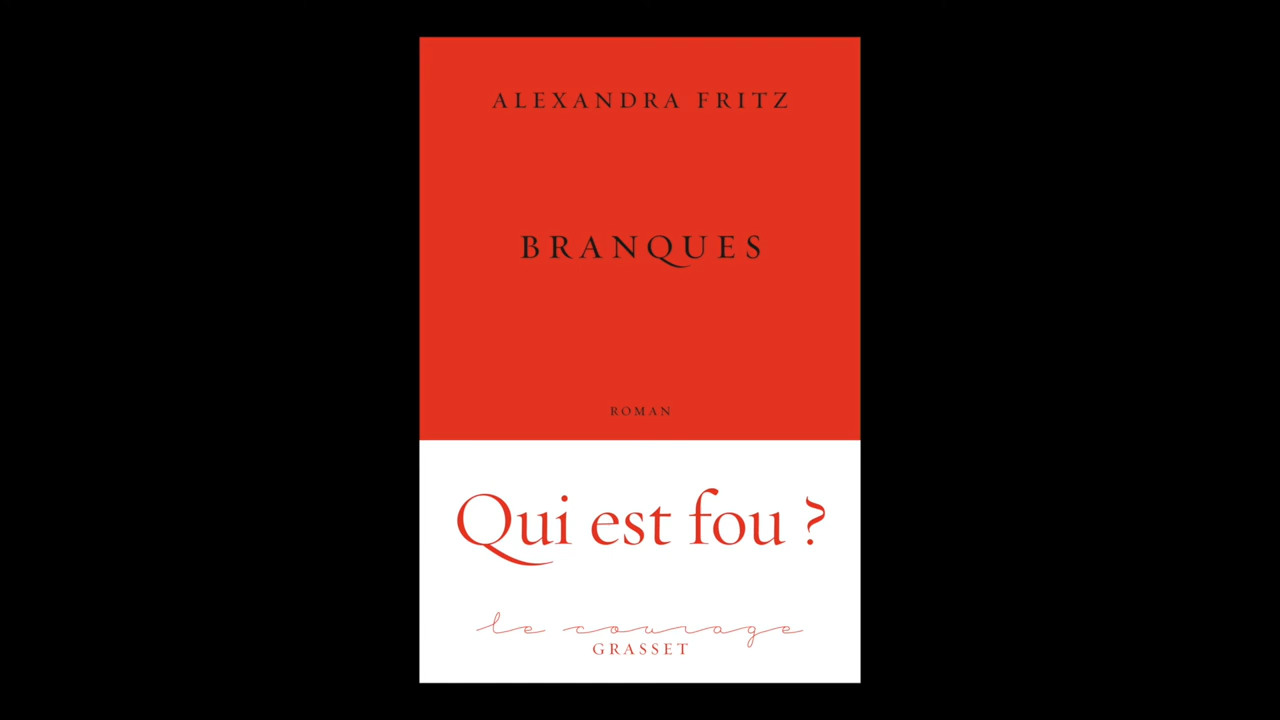 ALEXANDRA FRITZ
BRANQUES
ROMAN
Qui est fou ?
le courage
GRASSET